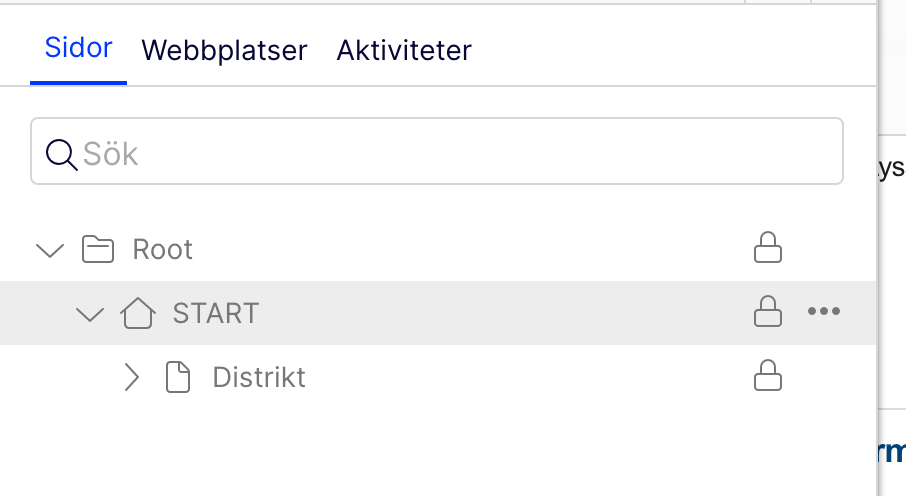 Sidor Webbplatser Aktiviteter
Sök
Root
START
Distrikt